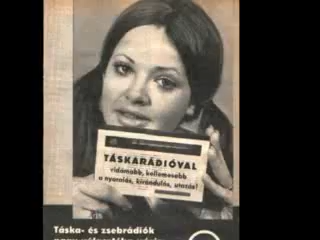 TÁSKARÁDIÓVAL
vidámabb, kellemesebb
a nyaralás, kirándulás, utazás!
Táska- és zsebrádiók